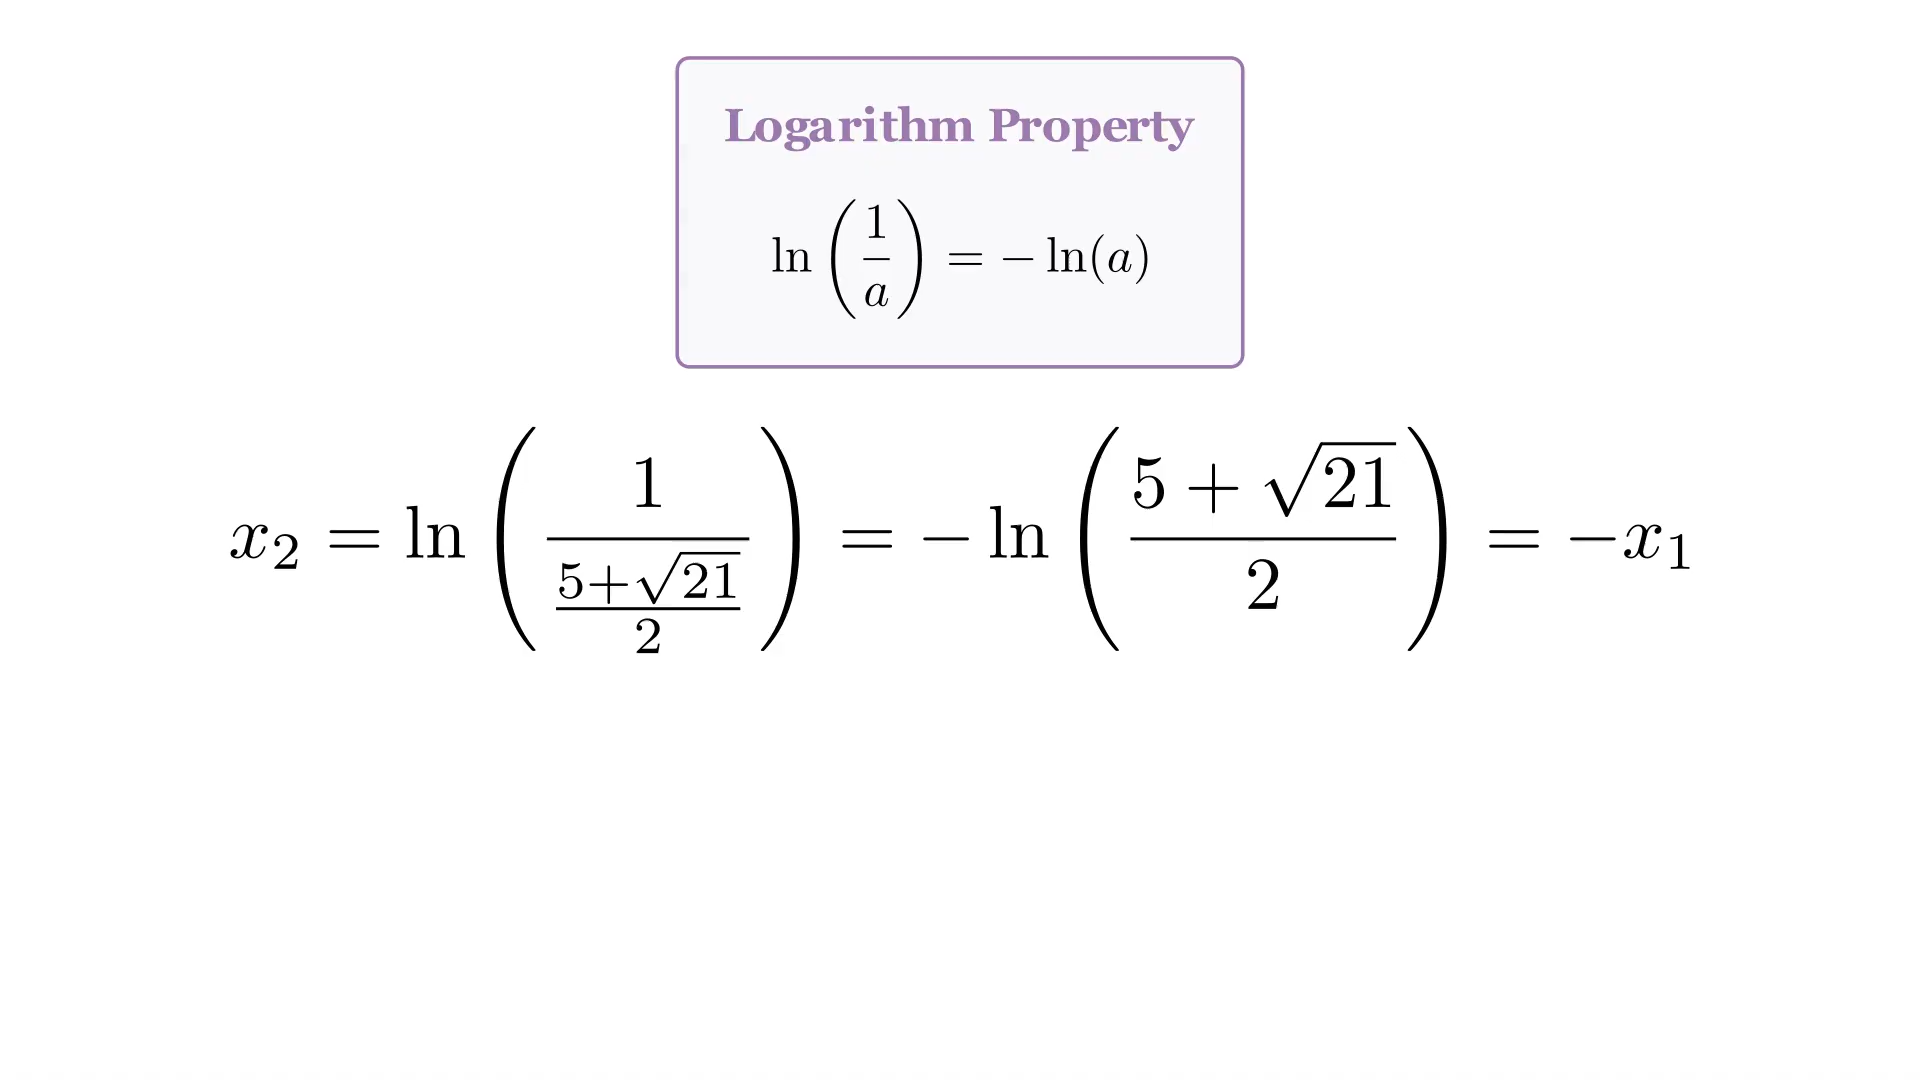 Logarithm Property
ln(1/a) = −ln(a)
x₂ = ln(1/((5+√21)/2)) = −ln((5+√21)/2) = −x₁